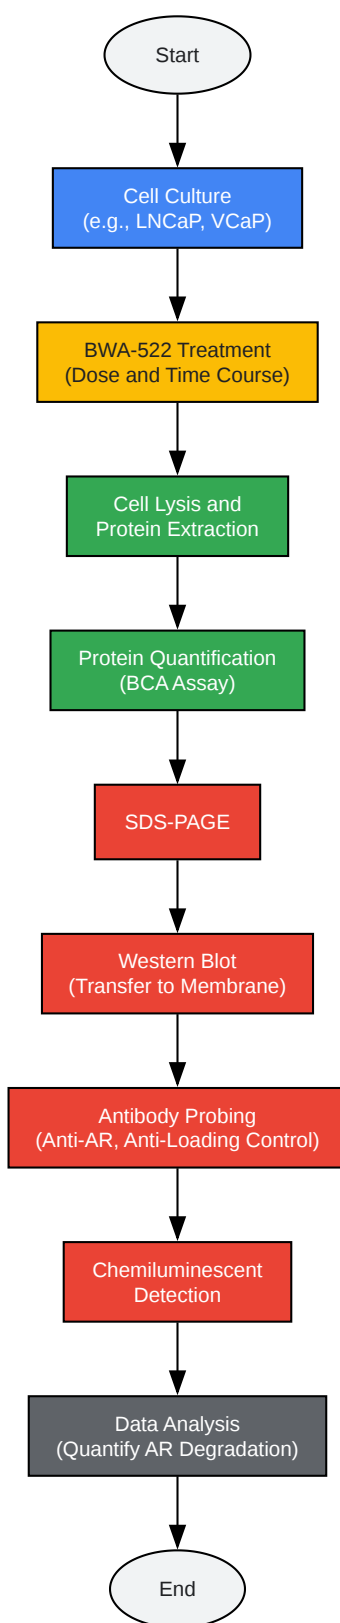 Start
Cell Culture
(e.g., LNCaP, VCaP)
BWA-522 Treatment
(Dose and Time Course)
Cell Lysis and
Protein Extraction
Protein Quantification
(BCA Assay)
SDS-PAGE
Western Blot
(Transfer to Membrane)
Antibody Probing
(Anti-AR, Anti-Loading Control)
Chemiluminescent
Detection
Data Analysis
(Quantify AR Degradation)
End